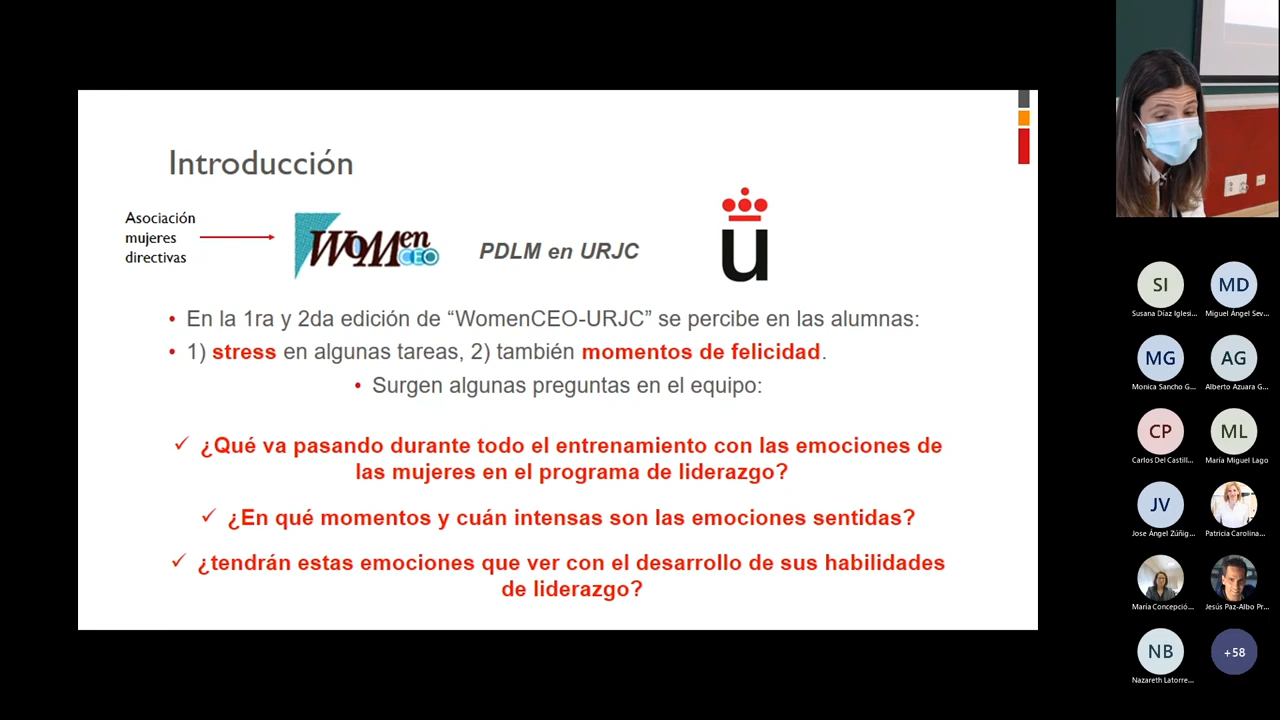 Introducción
Asociación
mujeres
directivas
WOMen
CEO
PDLM en URJC
u
• En la 1ra y 2da edición de “WomenCEO-URJC” se percibe en las alumnas:
• 1) stress en algunas tareas, 2) también momentos de felicidad.
• Surgen algunas preguntas en el equipo:
✓ ¿Qué va pasando durante todo el entrenamiento con las emociones de
las mujeres en el programa de liderazgo?
✓ ¿En qué momentos y cuán intensas son las emociones sentidas?
✓ ¿tendrán estas emociones que ver con el desarrollo de sus habilidades
de liderazgo?
SI
MD
Susana Díaz Iglesi...
Miguel Ángel Sev...
MG
AG
Monica Sancho G...
Alberto Azuara G...
CP
ML
Carlos Del Castill...
María Miguel Lago
JV
Jose Ángel Zúñig...
Patricia Carolina...
María Concepció...
Jesús Paz-Albo Pr...
NB
+58
Nazareth Latorre...